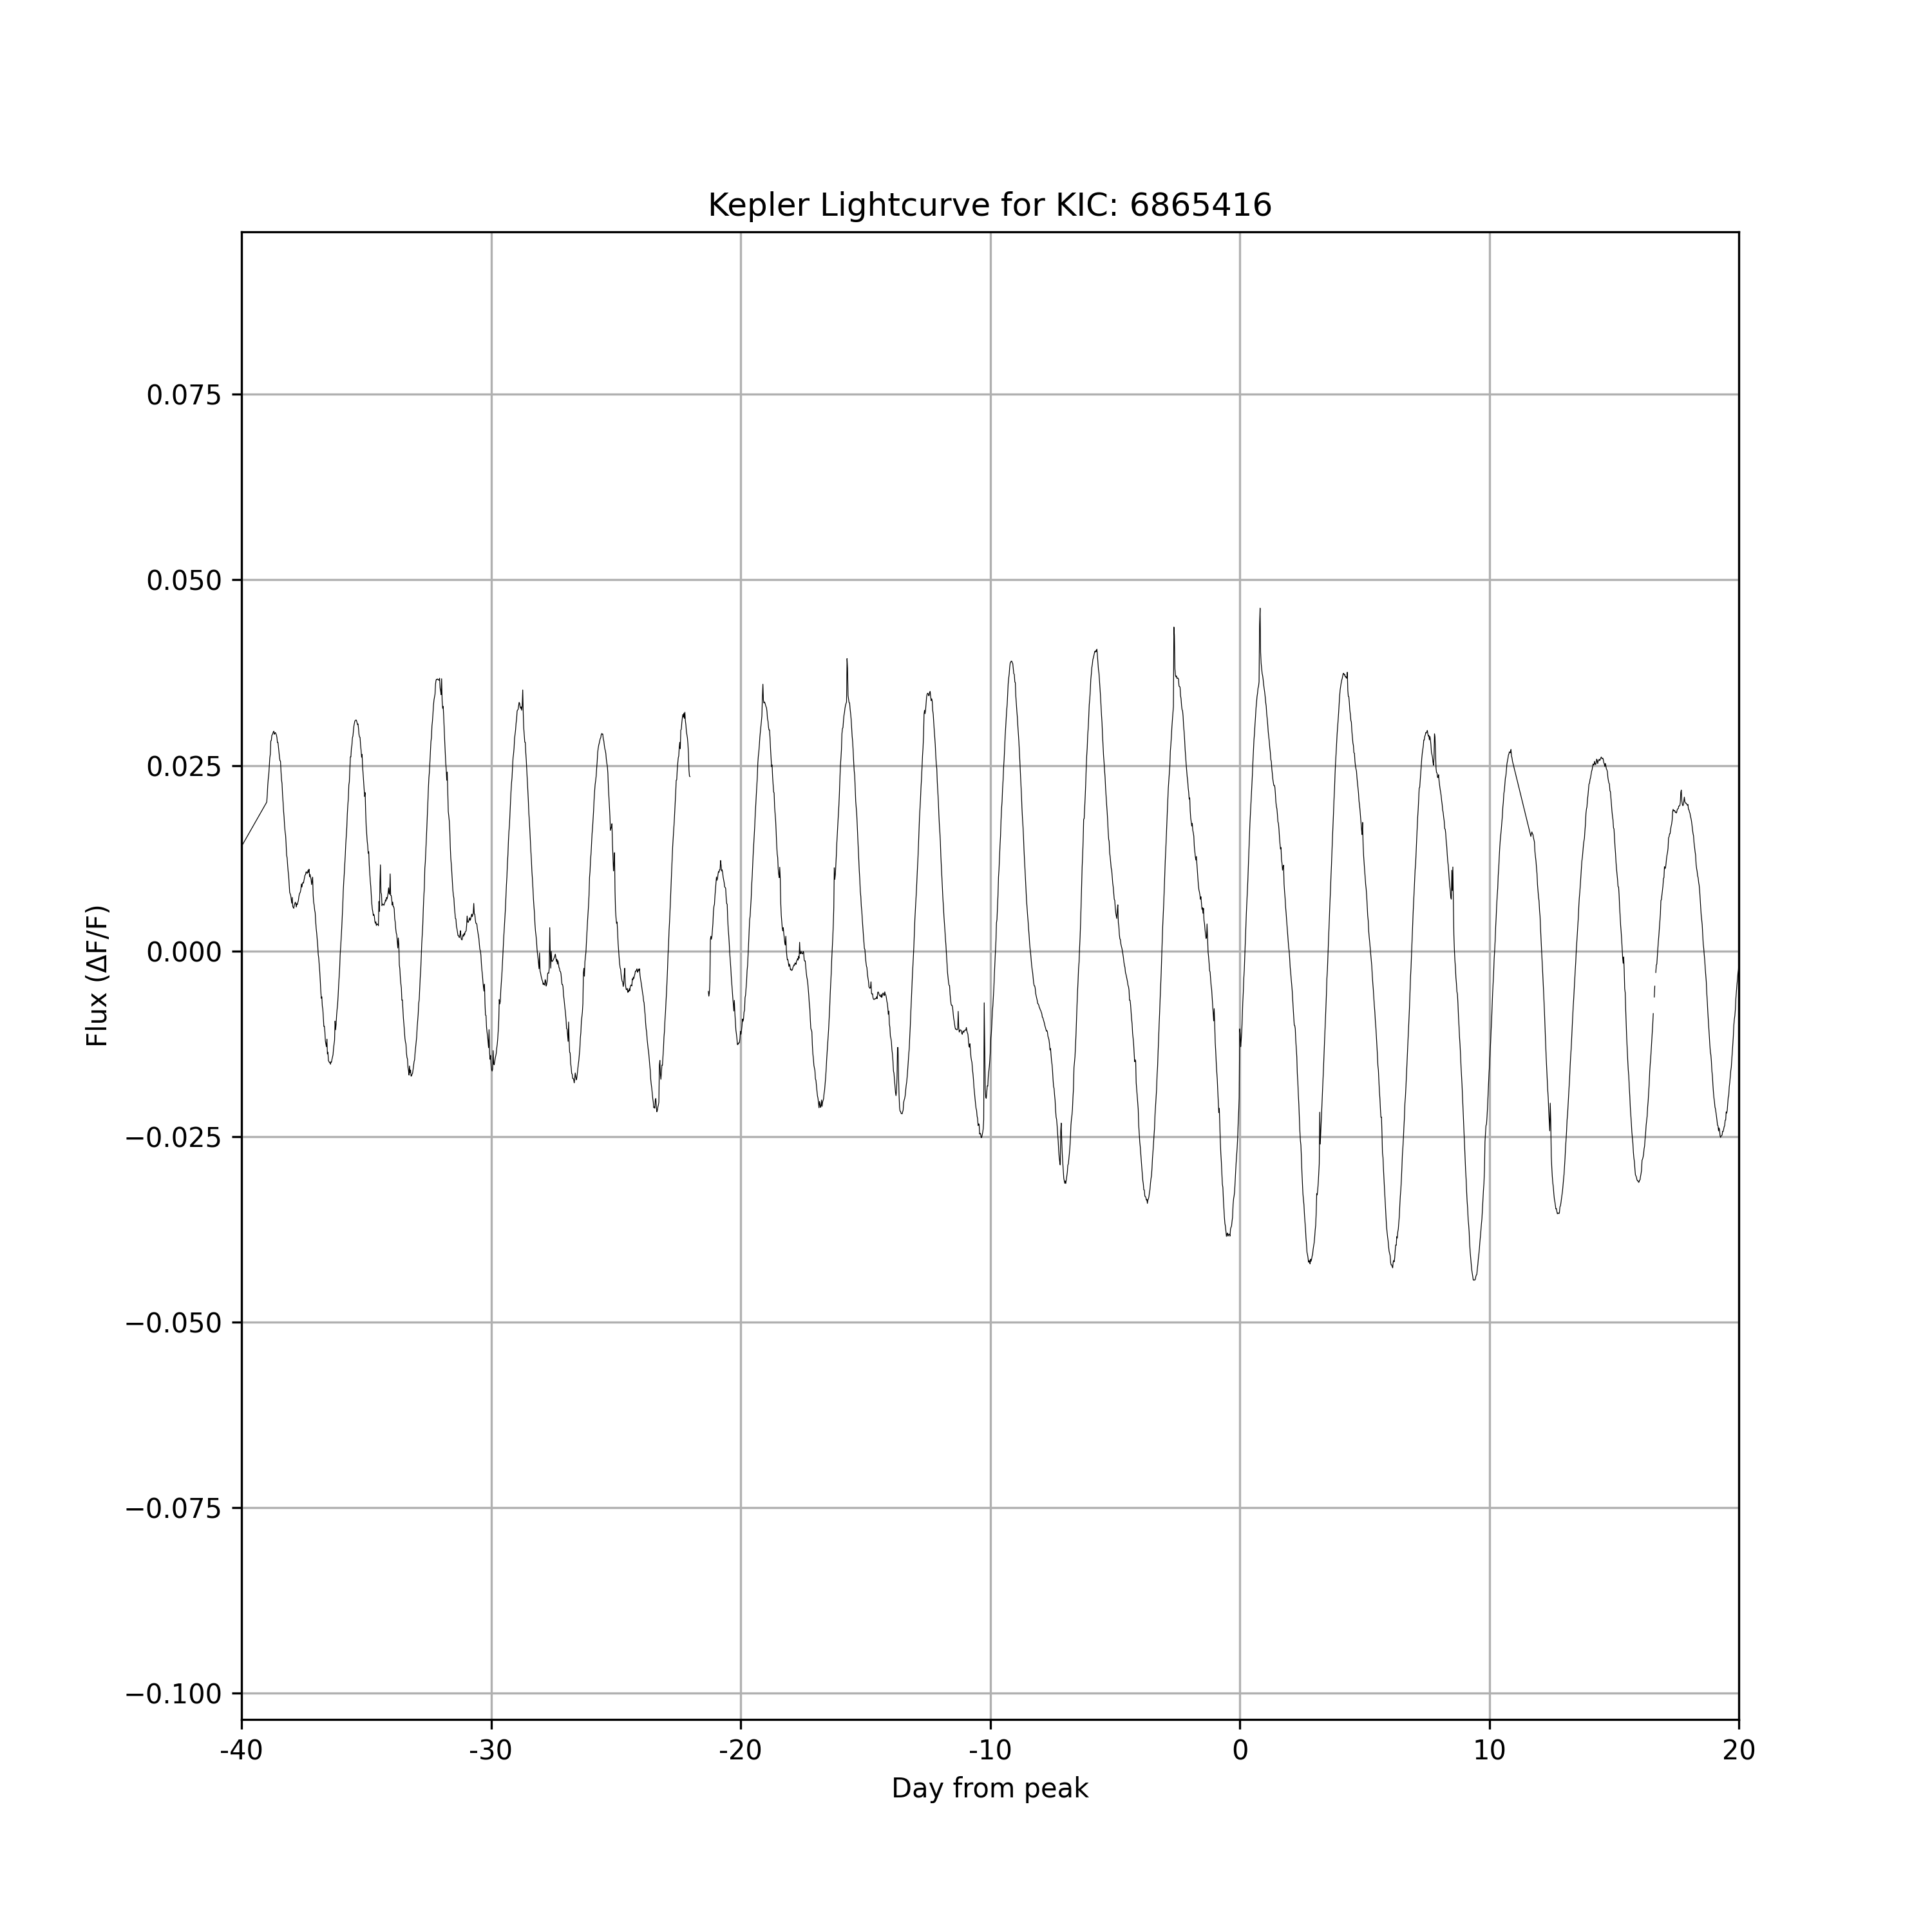 Kepler Lightcurve for KIC: 6865416
Flux (ΔF/F)
0.075
0.050
0.025
0.000
−0.025
−0.050
−0.075
−0.100
-40 -30 -20 -10 0 10 20
Day from peak